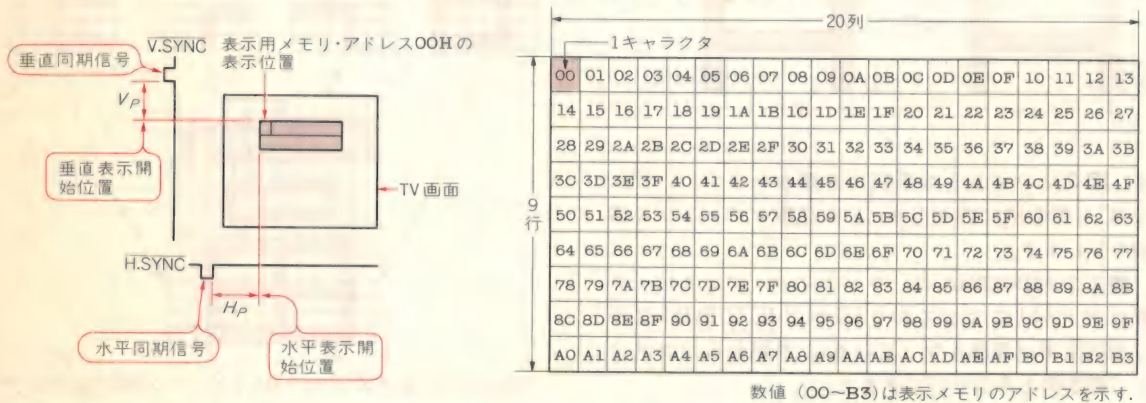 V.SYNC
表示用メモリ・アドレス00Hの
表示位置
垂直同期信号
VP
垂直表示開
始位置
TV画面
H.SYNC
HP
水平同期信号
水平表示開
始位置
20列
1キャラクタ
9行
00 01 02 03 04 05 06 07 08 09 0A 0B 0C 0D 0E 0F 10 11 12 13
14 15 16 17 18 19 1A 1B 1C 1D 1E 1F 20 21 22 23 24 25 26 27
28 29 2A 2B 2C 2D 2E 2F 30 31 32 33 34 35 36 37 38 39 3A 3B
3C 3D 3E 3F 40 41 42 43 44 45 46 47 48 49 4A 4B 4C 4D 4E 4F
50 51 52 53 54 55 56 57 58 59 5A 5B 5C 5D 5E 5F 60 61 62 63
64 65 66 67 68 69 6A 6B 6C 6D 6E 6F 70 71 72 73 74 75 76 77
78 79 7A 7B 7C 7D 7E 7F 80 81 82 83 84 85 86 87 88 89 8A 8B
8C 8D 8E 8F 90 91 92 93 94 95 96 97 98 99 9A 9B 9C 9D 9E 9F
A0 A1 A2 A3 A4 A5 A6 A7 A8 A9 AA AB AC AD AE AF B0 B1 B2 B3
数値(00~B3)は表示メモリのアドレスを示す.